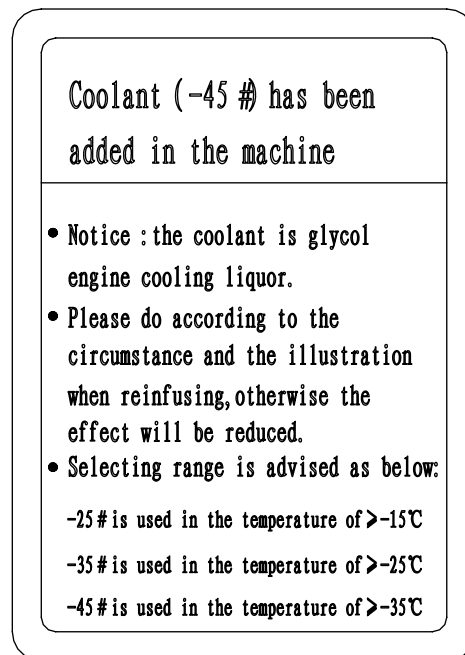 Coolant (-45 #) has been
added in the machine
• Notice :the coolant is glycol
engine cooling liquor.
• Please do according to the
circumstance and the illustration
when reinfusing,otherwise the
effect will be reduced.
• Selecting range is advised as below:
-25# is used in the temperature of >-15℃
-35# is used in the temperature of >-25℃
-45# is used in the temperature of >-35℃